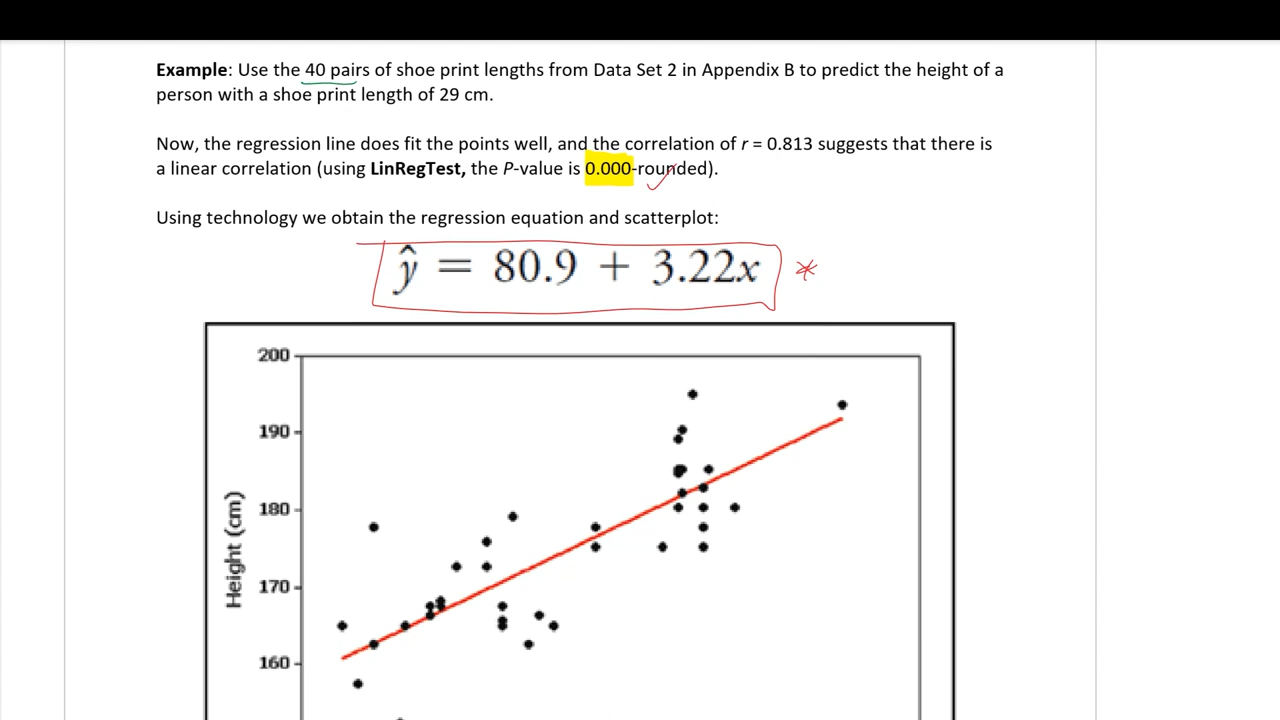 Example: Use the 40 pairs of shoe print lengths from Data Set 2 in Appendix B to predict the height of a
person with a shoe print length of 29 cm.
Now, the regression line does fit the points well, and the correlation of r = 0.813 suggests that there is
a linear correlation (using LinRegTest, the P-value is 0.000-rounded).
Using technology we obtain the regression equation and scatterplot:
ŷ = 80.9 + 3.22x *
200
190
180
170
160
Height (cm)